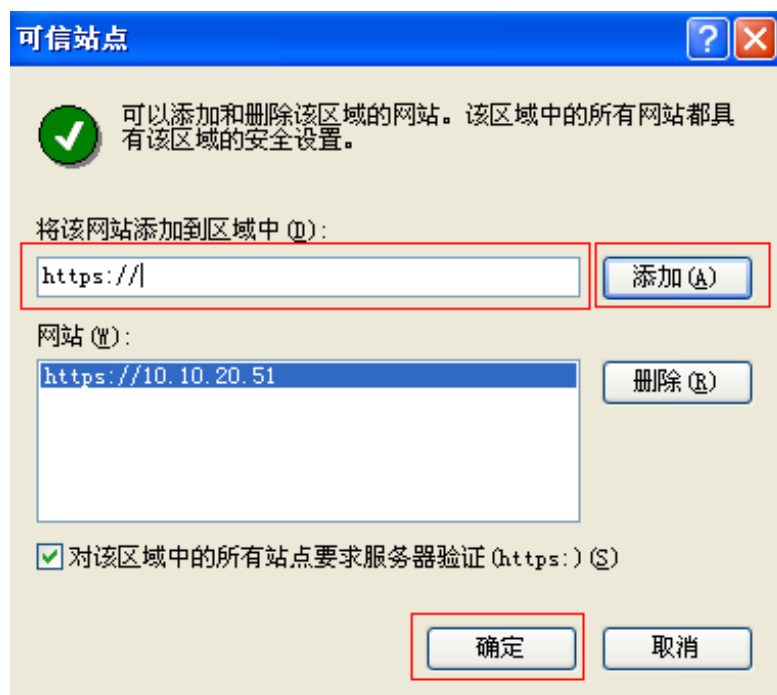 可信站点
可以添加和删除该区域的网站。该区域中的所有网站都具
有该区域的安全设置。
将该网站添加到区域中(D):
https://
添加(A)
网站(W):
https://10.10.20.51
删除(R)
对该区域中的所有站点要求服务器验证(https:)(S)
确定
取消